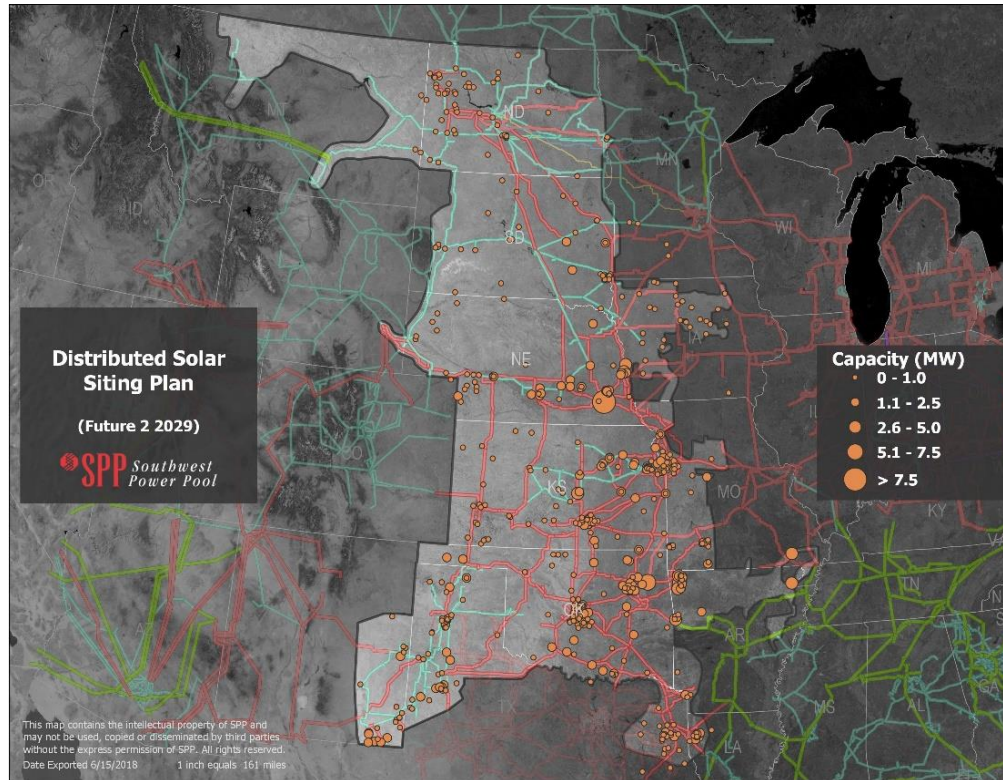 Distributed Solar
Siting Plan
(Future 2 2029)
SPP Southwest
Power Pool
Capacity (MW)
0 - 1.0
1.1 - 2.5
2.6 - 5.0
5.1 - 7.5
> 7.5
MT
ND
MN
OR
ID
SD
WI
MI
NE
IA
IL
CO
KS
MO
KY
VA
TN
OK
AR
TX
MS
AL
GA
LA
This map contains the intellectual property of SPP and
may not be used, copied or disseminated by third parties
without the express permission of SPP. All rights reserved.
Date Exported 6/15/2018 1 inch equals 161 miles